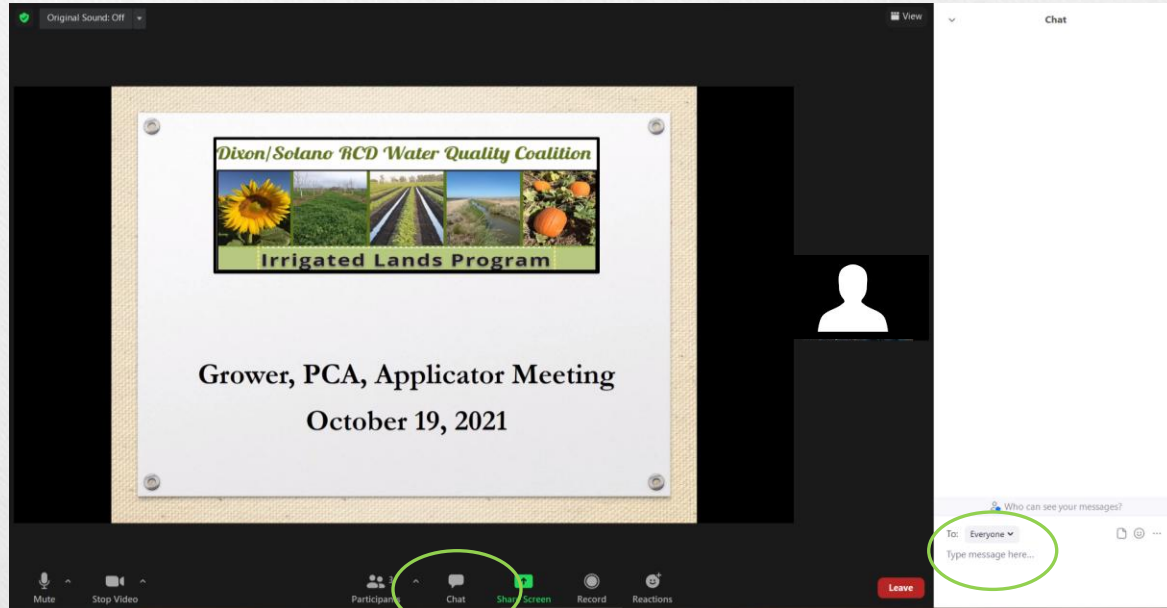 Original Sound: Off
View
Chat
Dixon/Solano RCD Water Quality Coalition
Irrigated Lands Program
Grower, PCA, Applicator Meeting
October 19, 2021
Who can see your messages?
To: Everyone
Type message here...
Mute
Stop Video
Participants
Chat
Share Screen
Record
Reactions
Leave